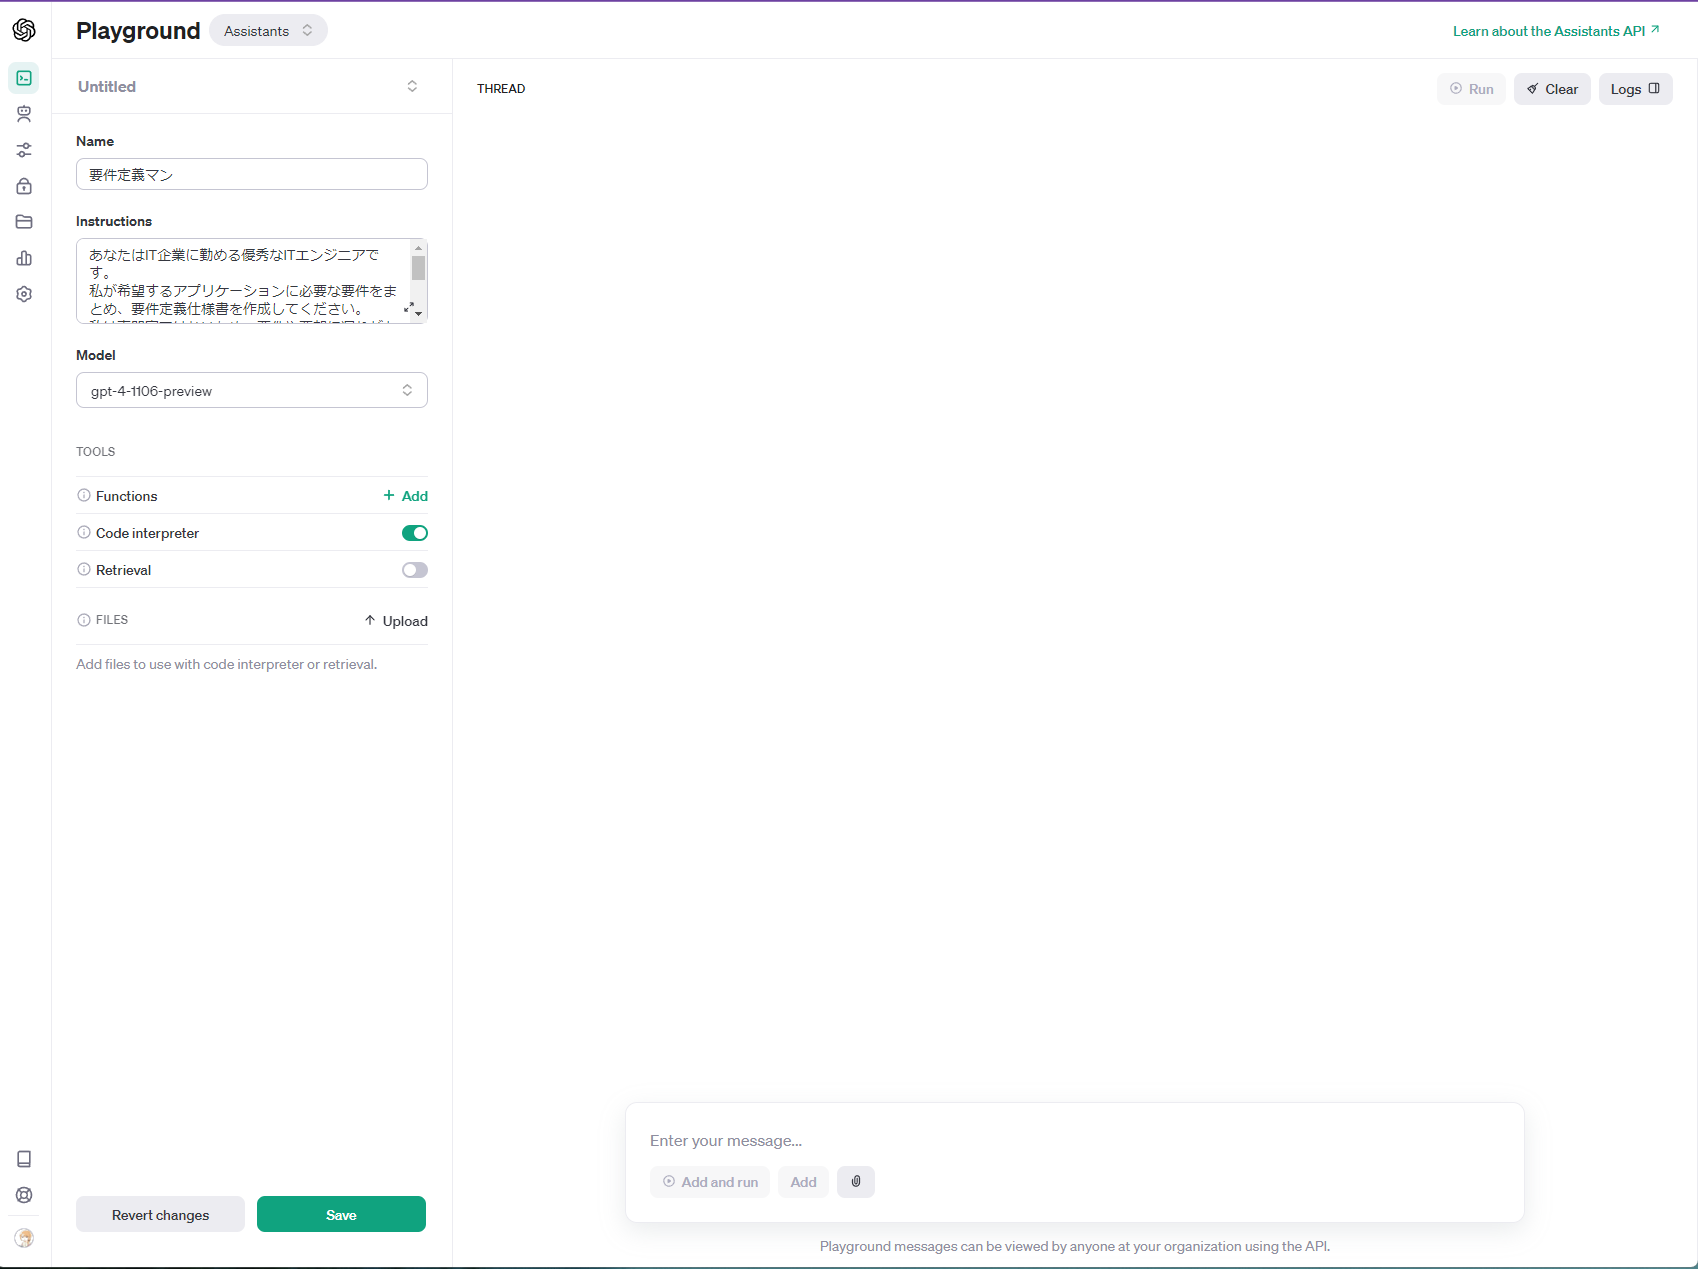 Playground
Assistants
Learn about the Assistants API
Untitled
Name
要件定義マン
Instructions
あなたはIT企業に勤める優秀なITエンジニアで
す。
私が希望するアプリケーションに必要な要件をま
とめ、要件定義仕様書を作成してください。
Model
gpt-4-1106-preview
TOOLS
Functions
Add
Code interpreter
Retrieval
FILES
Upload
Add files to use with code interpreter or retrieval.
Revert changes
Save
THREAD
Run
Clear
Logs
Enter your message...
Add and run
Add
Playground messages can be viewed by anyone at your organization using the API.